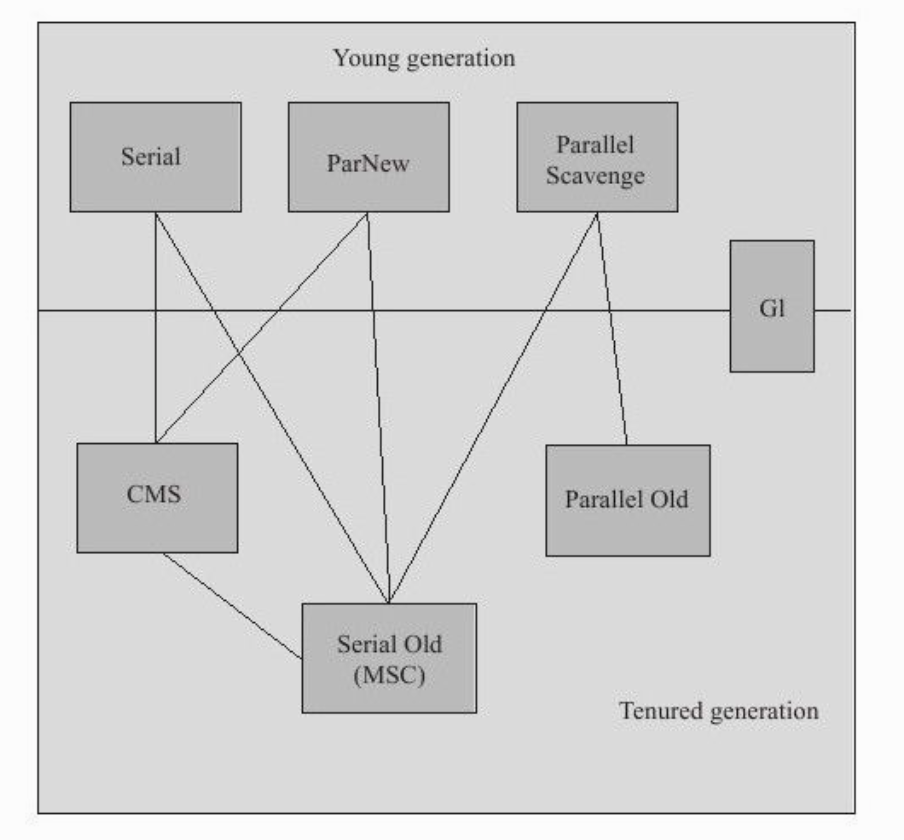 Young generation
Serial
ParNew
Parallel
Scavenge
Gl
CMS
Parallel Old
Serial Old
(MSC)
Tenured generation